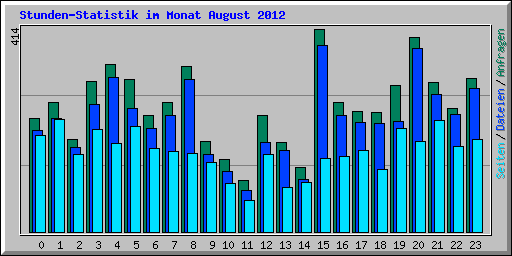 Stunden-Statistik im Monat August 2012
414
Seiten/Dateien/Anfragen
0 1 2 3 4 5 6 7 8 9 10 11 12 13 14 15 16 17 18 19 20 21 22 23